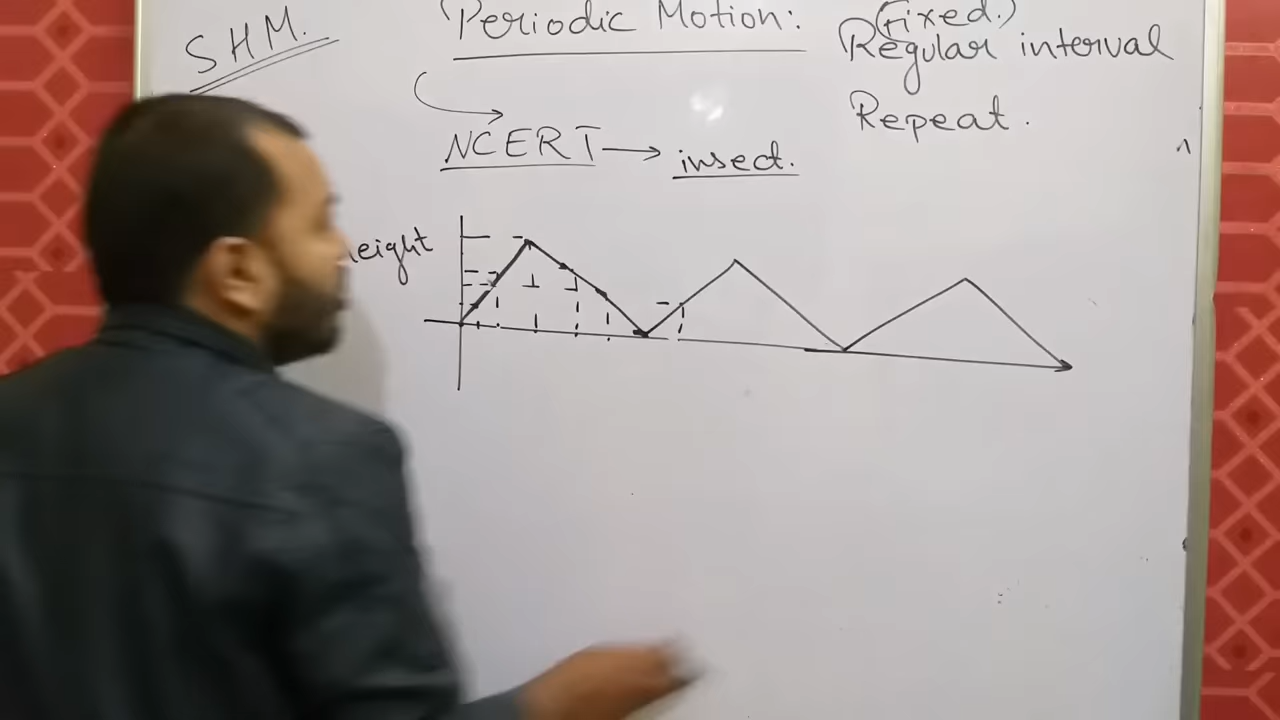 SHM.
Periodic Motion:
(fixed.)
Regular interval
Repeat.
NCERT → insect.
eight